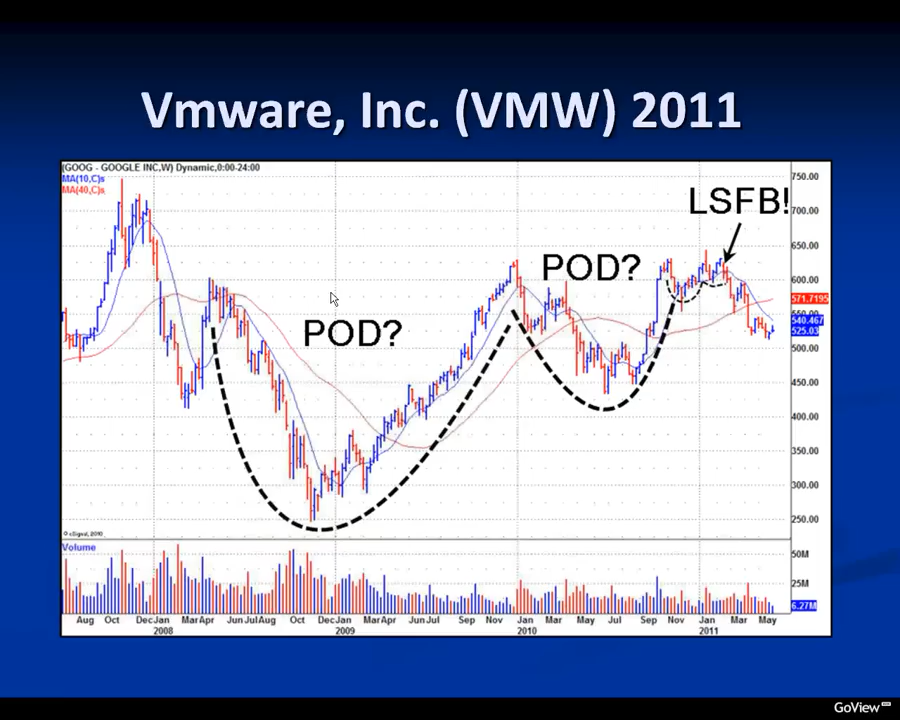 Vmware, Inc. (VMW) 2011
(GOOG - GOOGLE INC,W) Dynamic,0:00-24:00
MA(10,C)s
MA(40,C)s
750.00
LSFB!
700.00
650.00
POD?
600.00
571.7195
550.00
540.467
525.03
POD?
500.00
450.00
400.00
350.00
300.00
250.00
© eSignal, 2010
Volume
50M
25M
6.27M
Aug Oct Dec Jan Mar Apr Jun Jul Aug Oct Dec Jan Mar Apr Jun Jul Sep Nov Jan Mar May Jul Sep Nov Jan Mar May
2008 2009 2010 2011
GoView